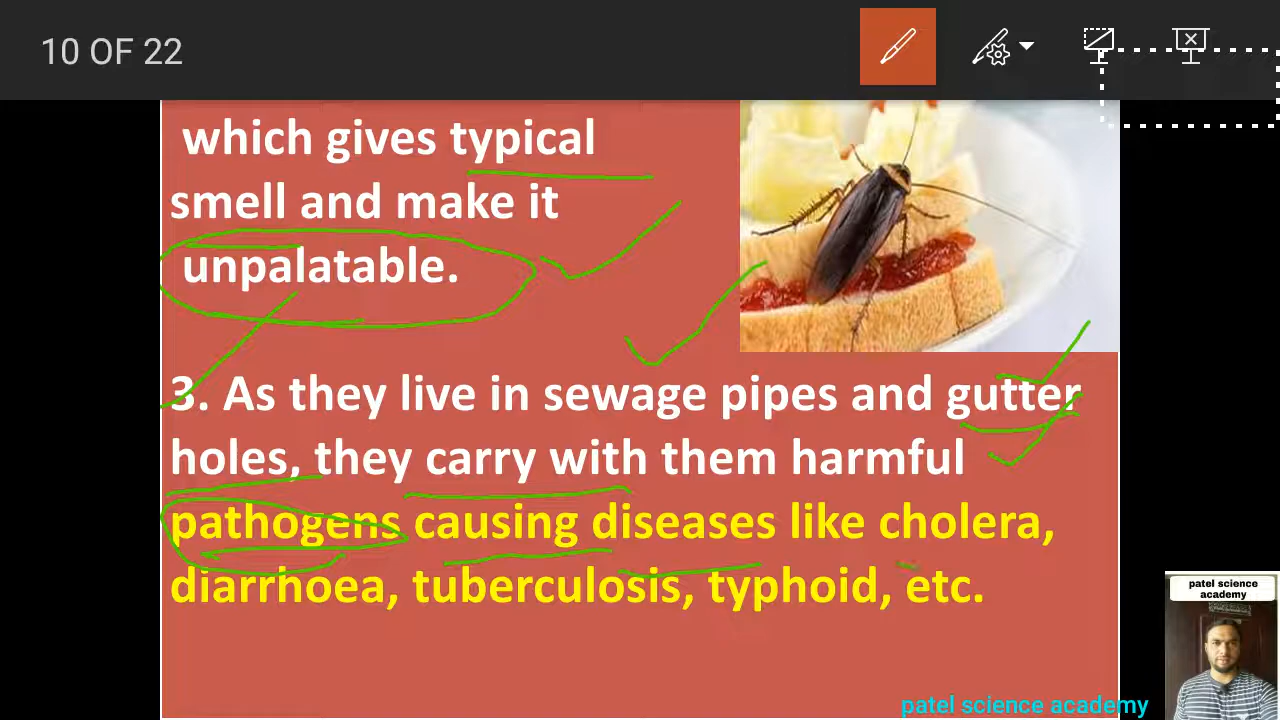 10 OF 22
which gives typical
smell and make it
unpalatable.
3. As they live in sewage pipes and gutter
holes, they carry with them harmful
pathogens causing diseases like cholera,
diarrhoea, tuberculosis, typhoid, etc.
patel science
academy
patel science academy